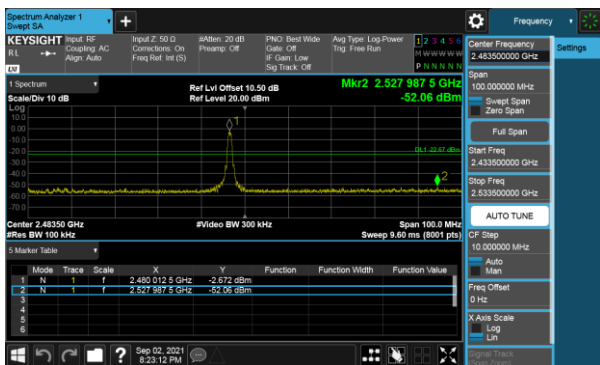 Spectrum Analyzer 1
Swept SA
+
Frequency
KEYSIGHT
RL
LXI
Input: RF
Coupling: AC
Align: Auto
Input Z: 50 Ω
Corrections: On
Freq Ref: Int (S)
#Atten: 20 dB
Preamp: Off
PNO: Best Wide
Gate: Off
IF Gain: Low
Sig Track: Off
Avg Type: Log-Power
Trig: Free Run
1 2 3 4 5 6
M W W W W W
P N N N N N
Center Frequency
2.483500000 GHz
Settings
Span
100.000000 MHz
Swept Span
Zero Span
Full Span
Start Freq
2.433500000 GHz
Stop Freq
2.533500000 GHz
AUTO TUNE
CF Step
10.000000 MHz
Auto
Man
Freq Offset
0 Hz
X Axis Scale
Log
Lin
Signal Track
(Span Zoom)
1 Spectrum
Scale/Div 10 dB
Log
Ref Lvl Offset 10.50 dB
Ref Level 20.00 dBm
Mkr2 2.527 987 5 GHz
-52.06 dBm
10.0
0.00
-10.0
-20.0
-30.0
-40.0
-50.0
-60.0
-70.0
1
DL1 -22.67 dBm
2
Center 2.48350 GHz
#Res BW 100 kHz
#Video BW 300 kHz
Span 100.0 MHz
Sweep 9.60 ms (8001 pts)
5 Marker Table
Mode Trace Scale X Y Function Function Width Function Value
1 N 1 f 2.480 012 5 GHz -2.672 dBm
2 N 1 f 2.527 987 5 GHz -52.06 dBm
3
4
5
6
?
Sep 02, 2021
8:23:12 PM